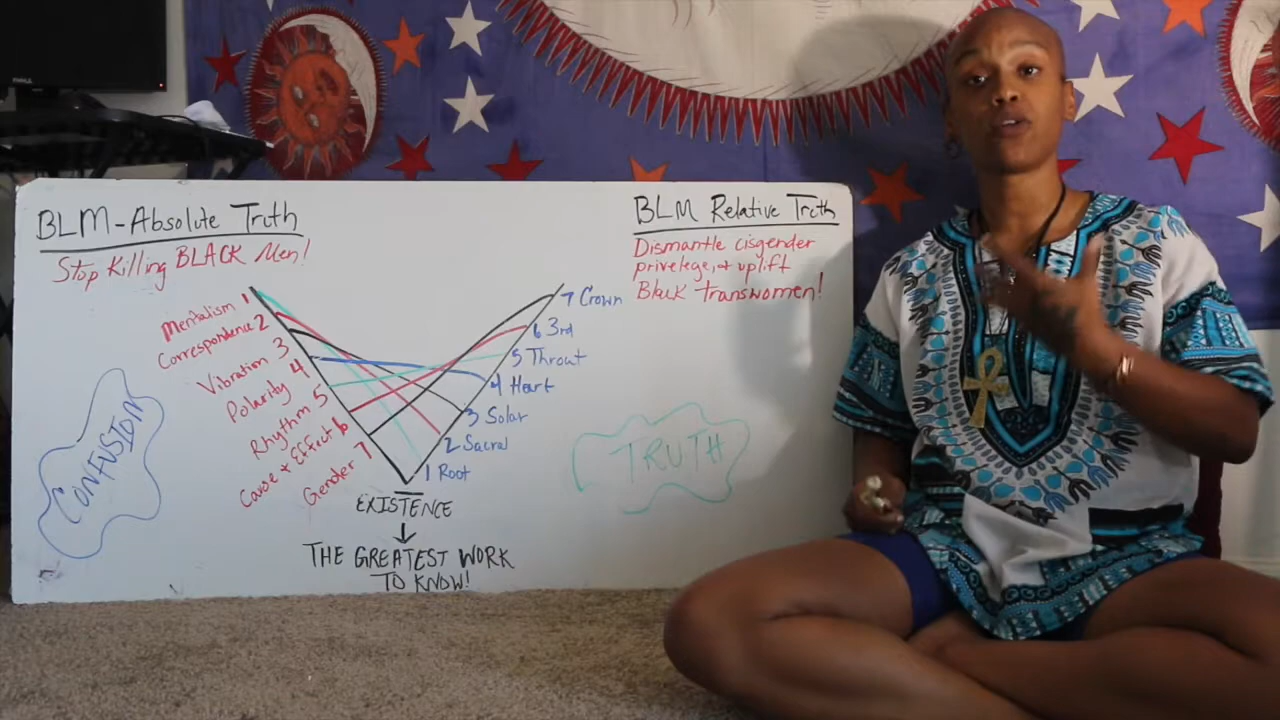 BLM-Absolute Truth
Stop Killing BLACK Men!
BLM Relative Truth
Dismantle cisgender
privelege, + uplift
Black transwomen!
Mentalism 1
Correspondence 2
Vibration 3
Polarity 4
Rhythm 5
Cause + Effect 6
Gender 7
7 Crown
6 3rd
5 Throut
4 Heart
3 Solar
2 Sacral
1 Root
CONFUSION
TRUTH
EXISTENCE
THE GREATEST WORK
TO KNOW!